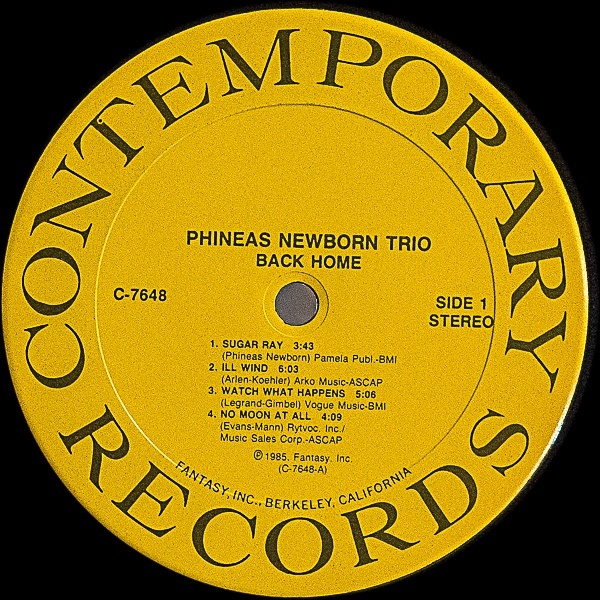 CONTEMPORARY RECORDS
PHINEAS NEWBORN TRIO
BACK HOME
C-7648
SIDE 1
STEREO
1. SUGAR RAY 3:43
(Phineas Newborn) Pamela Publ.-BMI
2. ILL WIND 6:03
(Arlen-Koehler) Arko Music-ASCAP
3. WATCH WHAT HAPPENS 5:06
(Legrand-Gimbel) Vogue Music-BMI
4. NO MOON AT ALL 4:09
(Evans-Mann) Rytvoc. Inc./
Music Sales Corp.-ASCAP
℗ 1985, Fantasy, Inc.
(C-7648-A)
FANTASY, INC., BERKELEY, CALIFORNIA